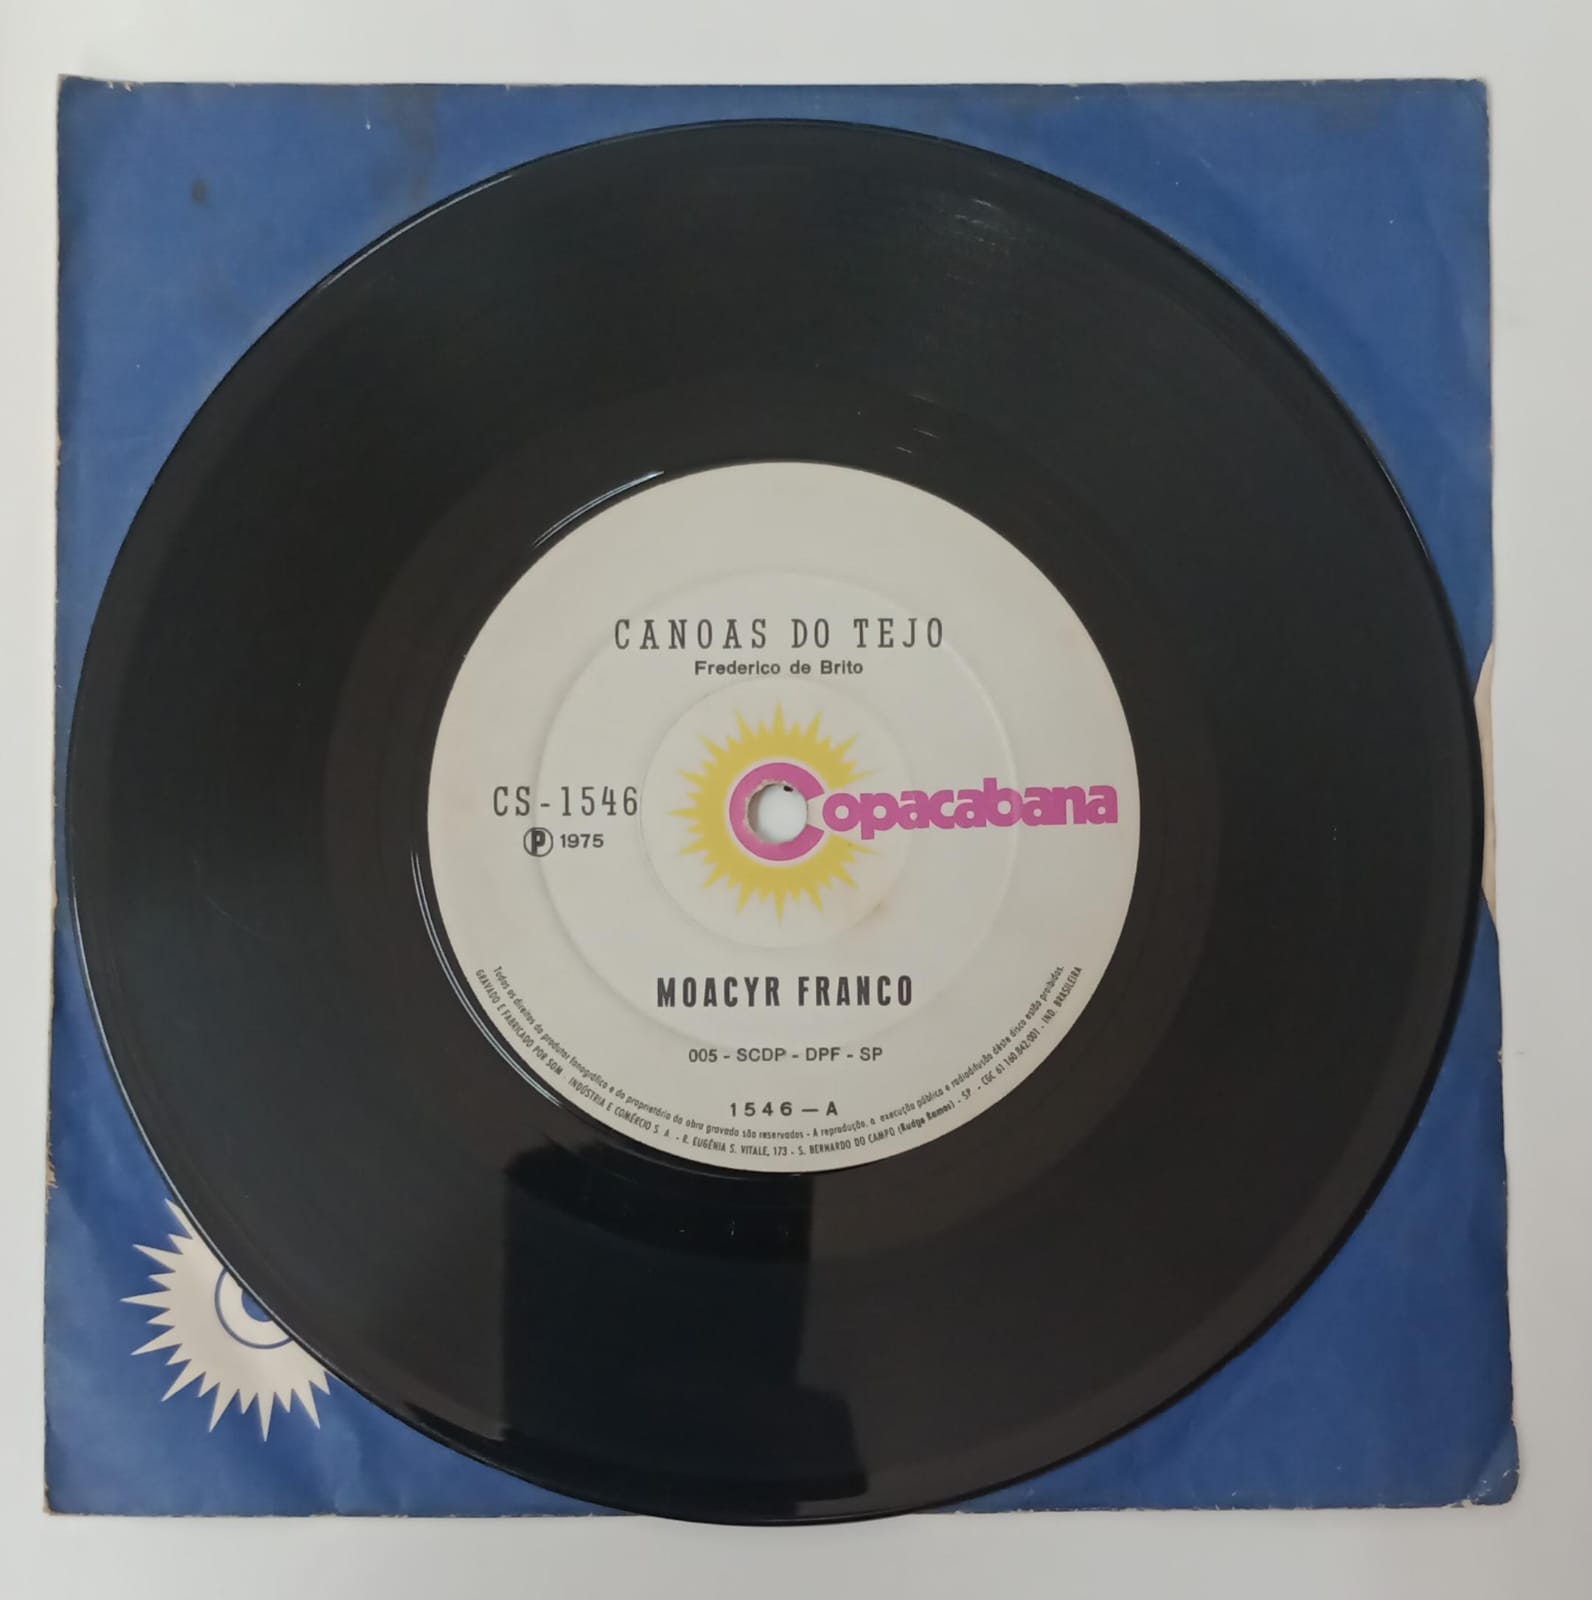 CANOAS DO TEJO
Frederico de Brito
CS-1546
Ⓟ 1975
Copacabana
MOACYR FRANCO
005 - SCDP - DPF - SP
1546 — A
Todos os direitos do produtor fonográfico e do proprietário da obra gravada são reservados - A reprodução, a execução pública e radiodifusão dêste disco estão proibidas.
GRAVADO E FABRICADO POR SOM - INDÚSTRIA E COMÉRCIO S. A. - R. EUGÊNIA S. VITALE, 173 - S. BERNARDO DO CAMPO (Rudge Ramos) - SP - CGC 61 160.842/001 - IND. BRASILEIRA